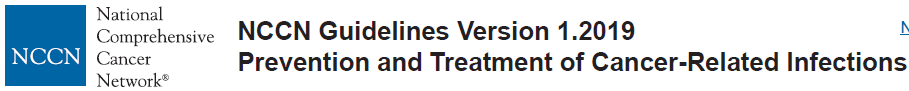 National
Comprehensive
NCCN Cancer
Network®
NCCN Guidelines Version 1.2019
Prevention and Treatment of Cancer-Related Infections
N